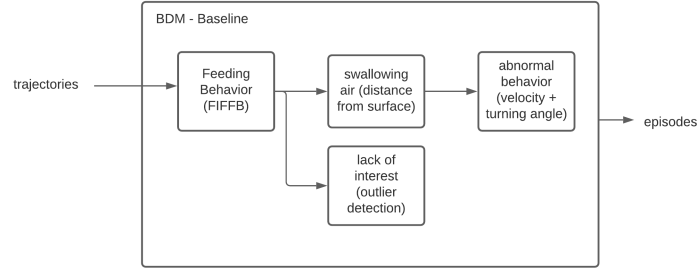 BDM - Baseline
trajectories
Feeding
Behavior
(FIFFB)
swallowing
air (distance
from surface)
abnormal
behavior
(velocity +
turning angle)
lack of
interest
(outlier
detection)
episodes